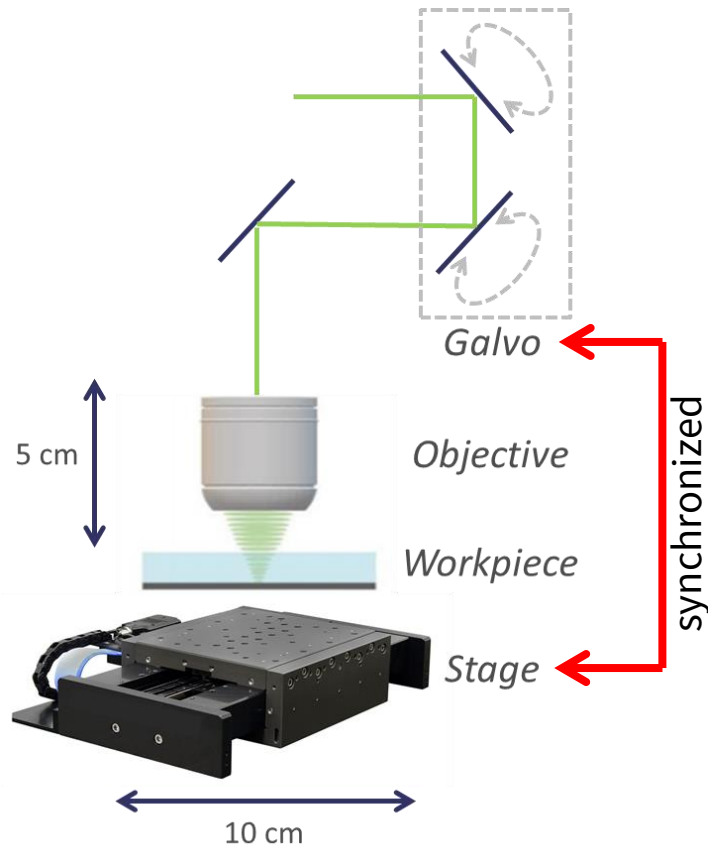 Galvo
5 cm
Objective
synchronized
Workpiece
Stage
10 cm